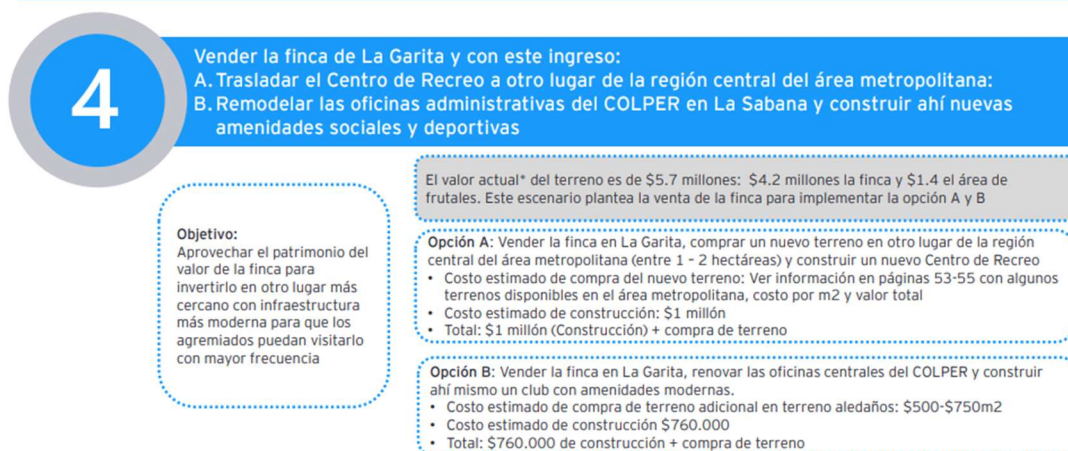 4
Vender la finca de La Garita y con este ingreso:
A. Trasladar el Centro de Recreo a otro lugar de la región central del área metropolitana:
B. Remodelar las oficinas administrativas del COLPER en La Sabana y construir ahí nuevas
amenidades sociales y deportivas
Objetivo:
Aprovechar el patrimonio del
valor de la finca para
invertirlo en otro lugar más
cercano con infraestructura
más moderna para que los
agremiados puedan visitarlo
con mayor frecuencia
El valor actual* del terreno es de $5.7 millones: $4.2 millones la finca y $1.4 el área de
frutales. Este escenario plantea la venta de la finca para implementar la opción A y B
Opción A: Vender la finca en La Garita, comprar un nuevo terreno en otro lugar de la región
central del área metropolitana (entre 1 – 2 hectáreas) y construir un nuevo Centro de Recreo
• Costo estimado de compra del nuevo terreno: Ver información en páginas 53-55 con algunos
terrenos disponibles en el área metropolitana, costo por m2 y valor total
• Costo estimado de construcción: $1 millón
• Total: $1 millón (Construcción) + compra de terreno
Opción B: Vender la finca en La Garita, renovar las oficinas centrales del COLPER y construir
ahí mismo un club con amenidades modernas.
• Costo estimado de compra de terreno adicional en terreno aledaños: $500-$750m2
• Costo estimado de construcción $760.000
• Total: $760.000 de construcción + compra de terreno